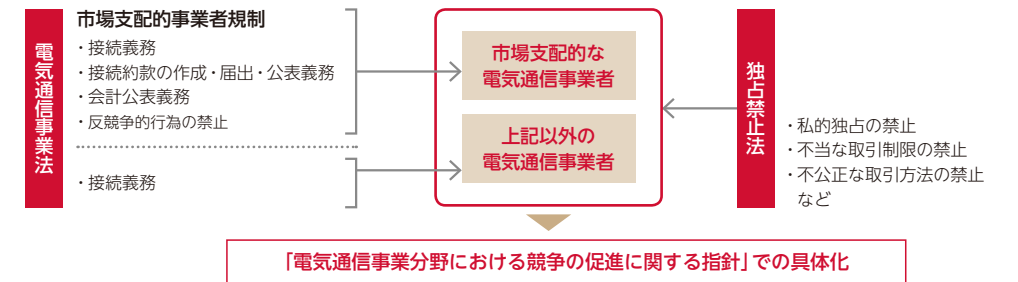 電気通信事業法
市場支配的事業者規制
・接続義務
・接続約款の作成・届出・公表義務
・会計公表義務
・反競争的行為の禁止
・接続義務
市場支配的な
電気通信事業者
上記以外の
電気通信事業者
独占禁止法
・私的独占の禁止
・不当な取引制限の禁止
・不公正な取引方法の禁止
など
「電気通信事業分野における競争の促進に関する指針」での具体化